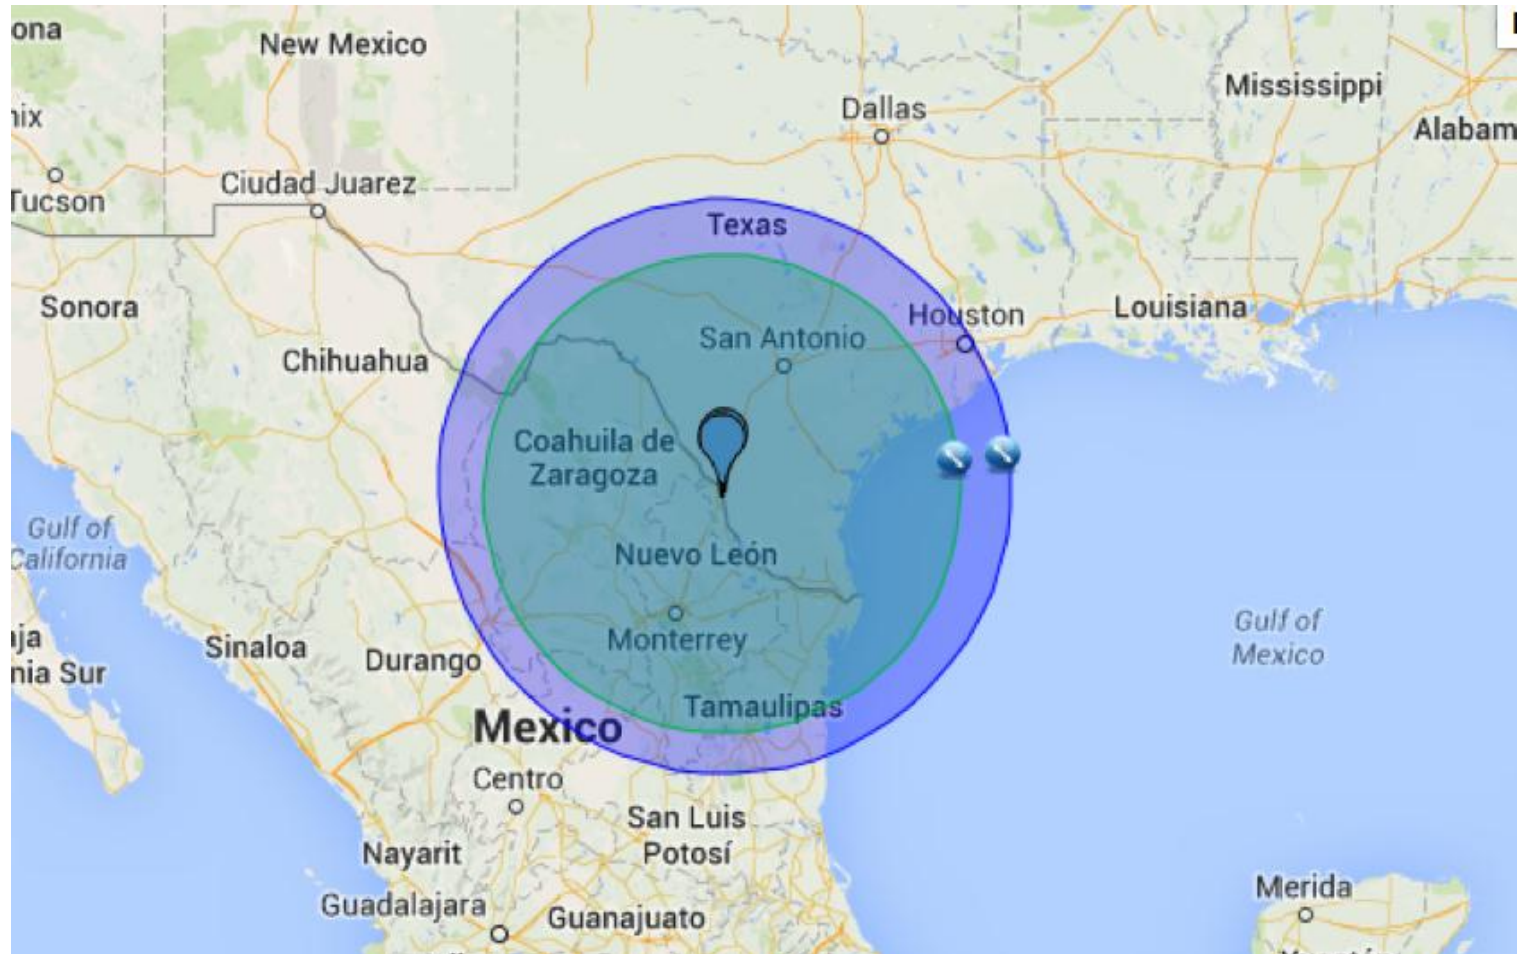 ona
New Mexico
Mississippi
Dallas
nix
Alabam
Ciudad Juarez
Tucson
Texas
Sonora
Houston
Louisiana
San Antonio
Chihuahua
Coahuila de
Zaragoza
Gulf of
California
Nuevo León
Gulf of
Mexico
aja
nia Sur
Sinaloa
Durango
Monterrey
Tamaulipas
Mexico
Centro
San Luis
Potosí
Nayarit
Merida
Guadalajara
Guanajuato